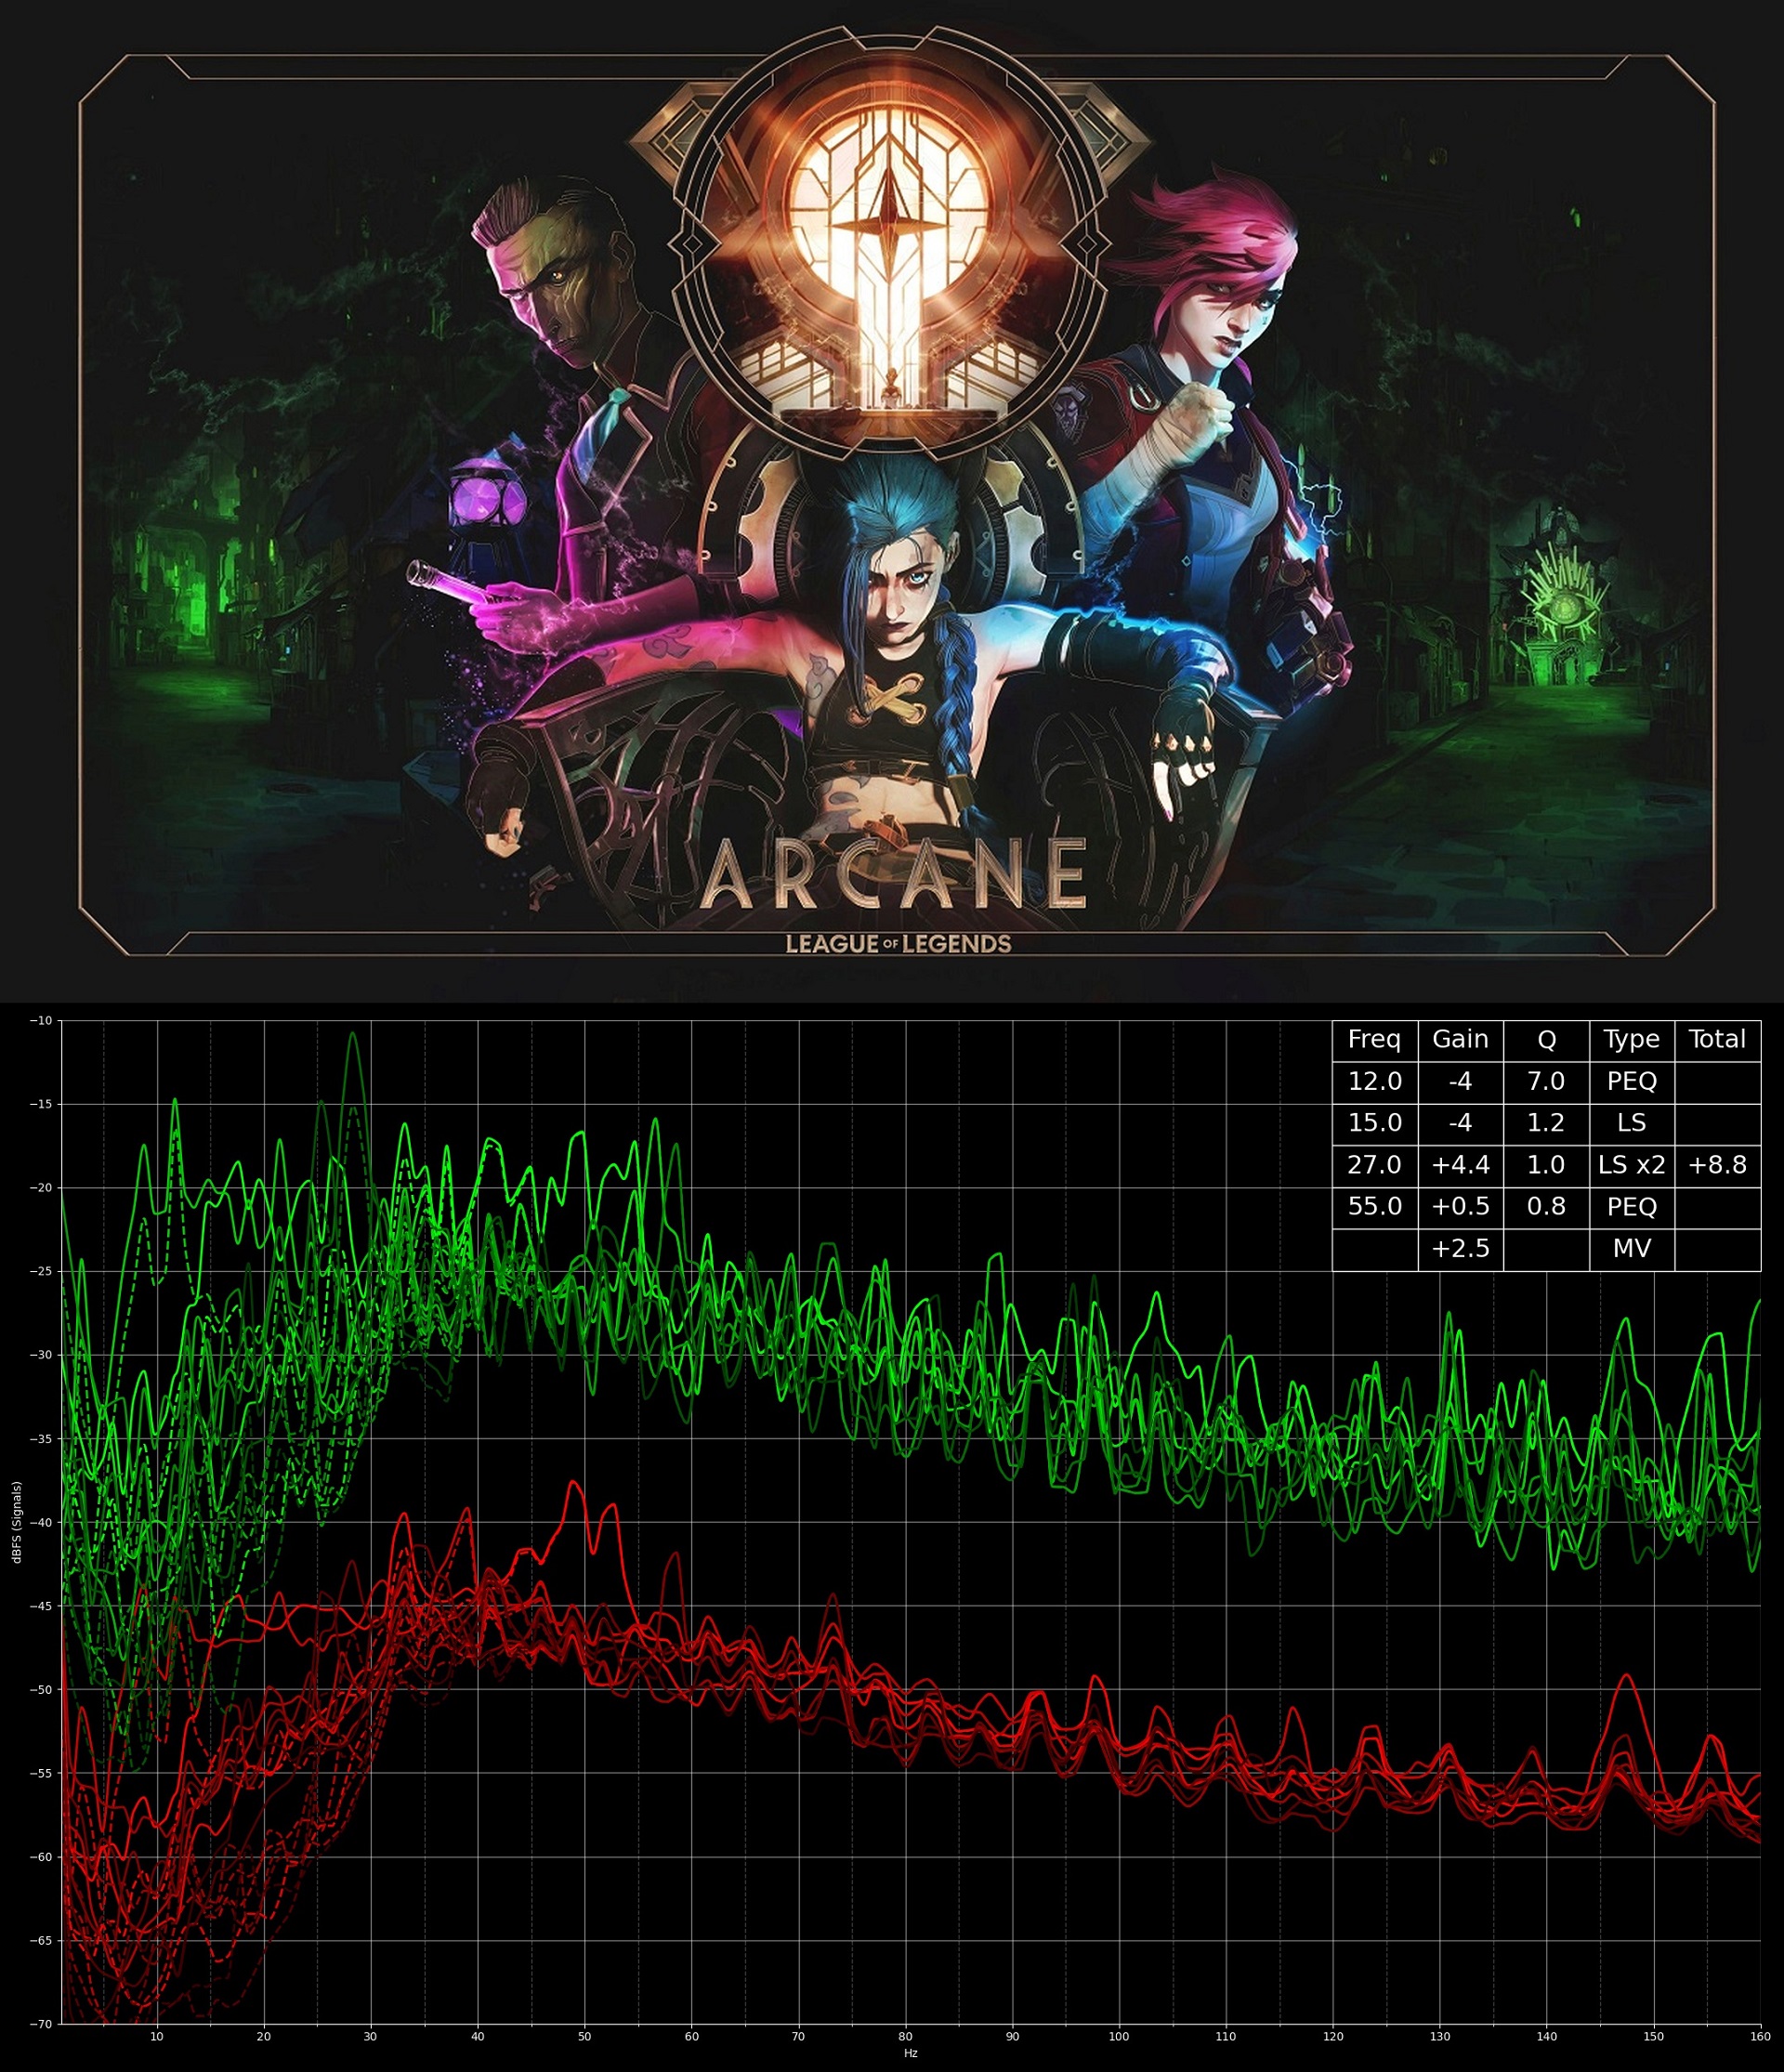 ARCANE
LEAGUE OF LEGENDS
Freq Gain Q Type Total
12.0 -4 7.0 PEQ
15.0 -4 1.2 LS
27.0 +4.4 1.0 LS x2 +8.8
55.0 +0.5 0.8 PEQ
+2.5 MV
−10
−15
−20
−25
−30
−35
−40
−45
−50
−55
−60
−65
−70
dBFS (Signals)
10 20 30 40 50 60 70 80 90 100 110 120 130 140 150 160
Hz